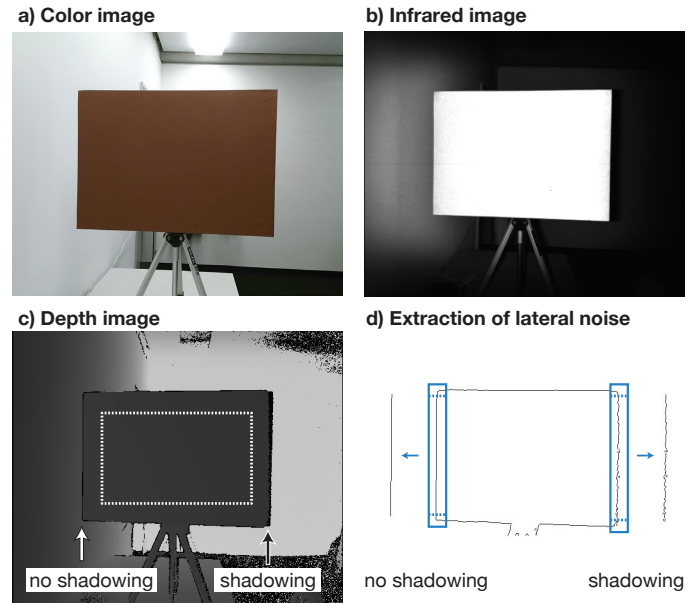 a) Color image
b) Infrared image
c) Depth image
d) Extraction of lateral noise
no shadowing
shadowing
no shadowing
shadowing